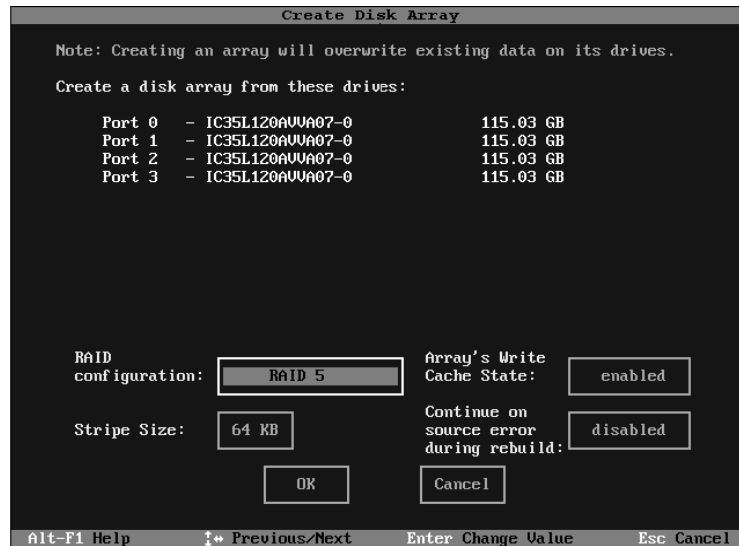 Create Disk Array
Note: Creating an array will overwrite existing data on its drives.
Create a disk array from these drives:
Port 0 - IC35L120AVVA07-0 115.03 GB
Port 1 - IC35L120AVVA07-0 115.03 GB
Port 2 - IC35L120AVVA07-0 115.03 GB
Port 3 - IC35L120AVVA07-0 115.03 GB
RAID
configuration: RAID 5
Array's Write
Cache State: enabled
Stripe Size: 64 KB
Continue on
source error
during rebuild: disabled
OK Cancel
Alt-F1 Help ↕↔ Previous/Next Enter Change Value Esc Cancel